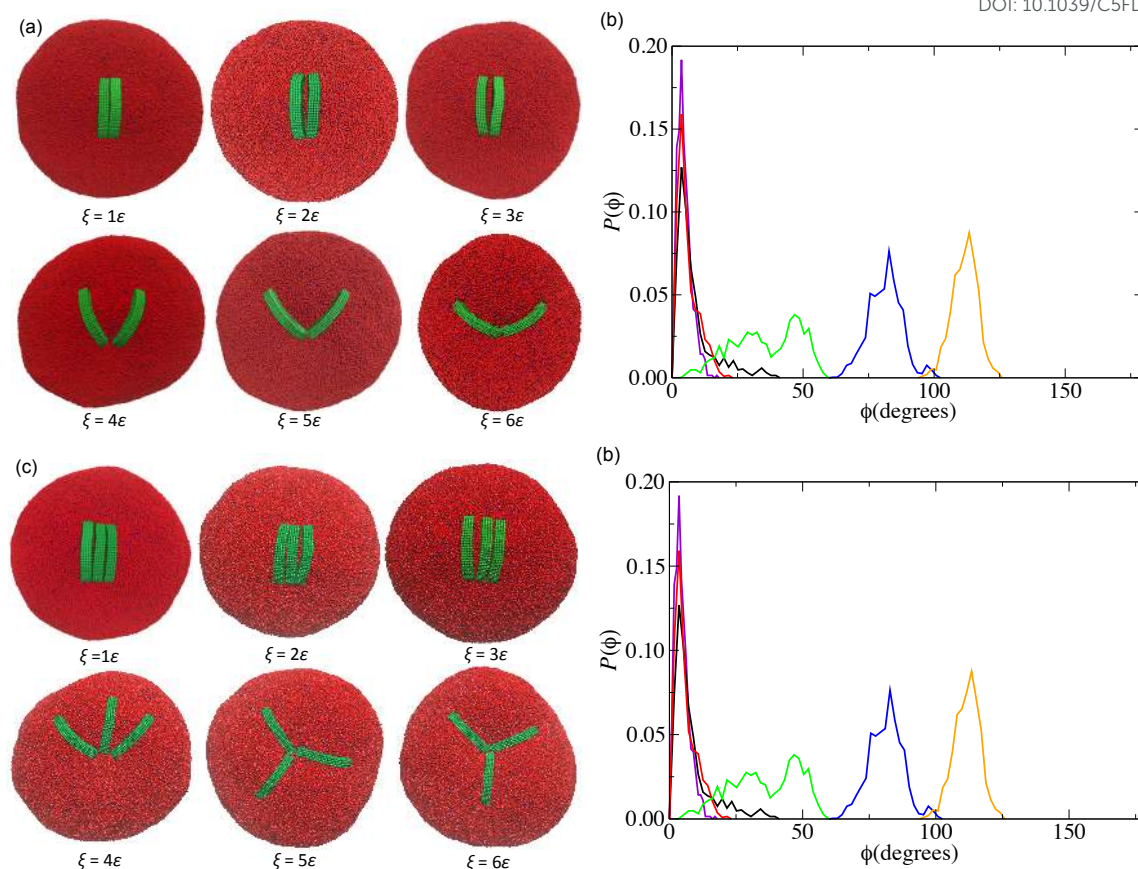 DOI: 10.1039/C5FD
(a)
ξ = 1ε
ξ = 2ε
ξ = 3ε
ξ = 4ε
ξ = 5ε
ξ = 6ε
(b)
0.20
0.15
0.10
0.05
0.00
P(ϕ)
0
50
100
150
ϕ(degrees)
(c)
ξ =1ε
ξ = 2ε
ξ = 3ε
ξ = 4ε
ξ = 5ε
ξ = 6ε
(b)
0.20
0.15
0.10
0.05
0.00
P(ϕ)
0
50
100
150
ϕ(degrees)